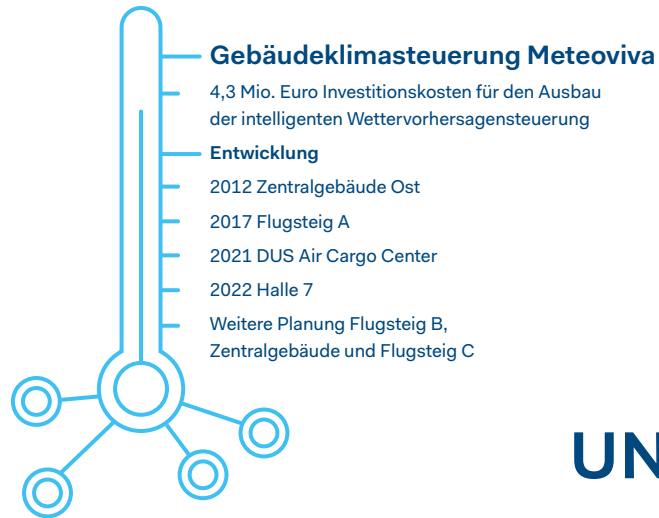 Gebäudeklimasteuerung Meteoviva
4,3 Mio. Euro Investitionskosten für den Ausbau
der intelligenten Wettervorhersagensteuerung
Entwicklung
2012 Zentralgebäude Ost
2017 Flugsteig A
2021 DUS Air Cargo Center
2022 Halle 7
Weitere Planung Flugsteig B,
Zentralgebäude und Flugsteig C
UN